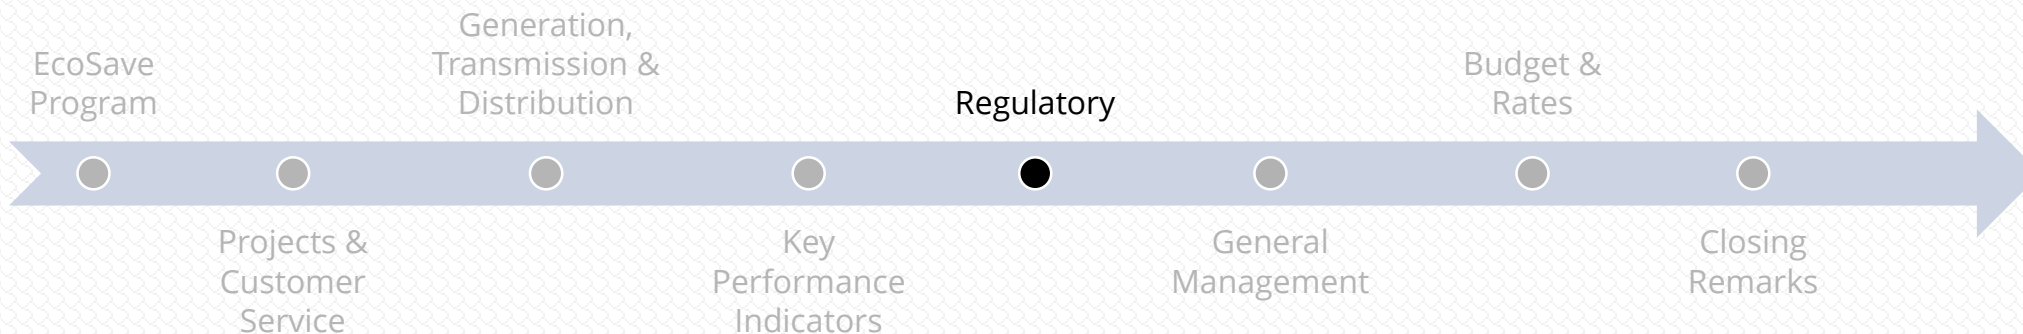 EcoSave
Program
Projects &
Customer
Service
Generation,
Transmission &
Distribution
Key
Performance
Indicators
Regulatory
General
Management
Budget &
Rates
Closing
Remarks